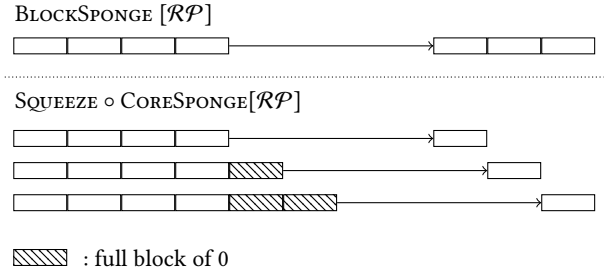 BLOCKSPONGE [𝓡𝓟]
SQUEEZE ∘ CORESPONGE[𝓡𝓟]
: full block of 0